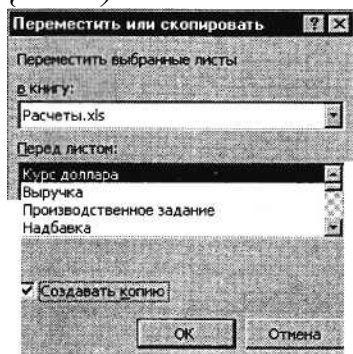 Переместить или скопировать
Переместить выбранные листы
в книгу:
Расчеты.xls
Перед листом:
Курс доллара
Выручка
Производственное задание
Надбавка
Создавать копию
ОК
Отмена